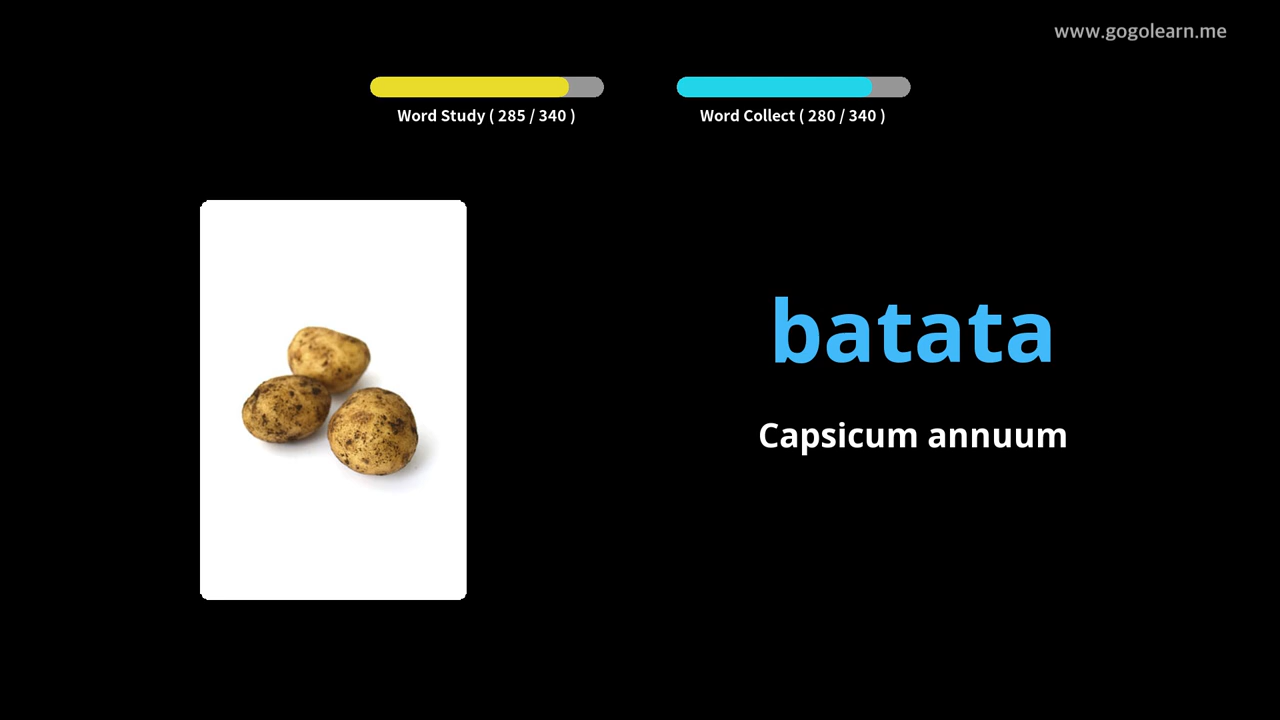 www.gogolearn.me
Word Study ( 285 / 340 )
Word Collect ( 280 / 340 )
batata
Capsicum annuum